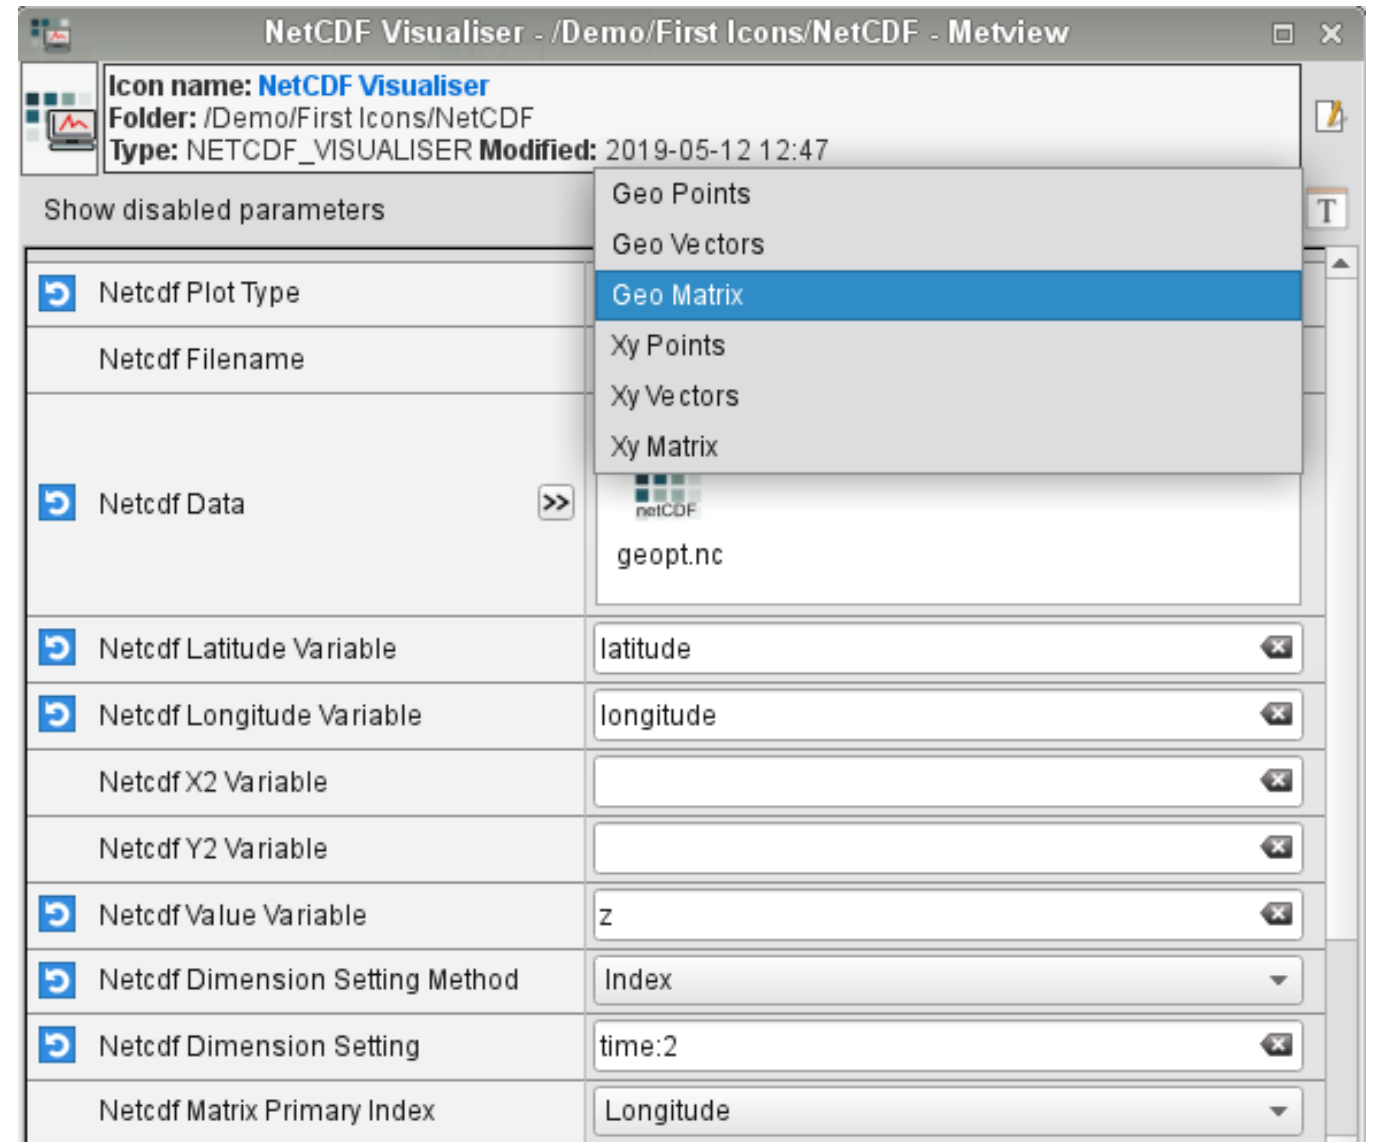 NetCDF Visualiser - /Demo/First Icons/NetCDF - Metview
Icon name: NetCDF Visualiser
Folder: /Demo/First Icons/NetCDF
Type: NETCDF_VISUALISER Modified: 2019-05-12 12:47
Show disabled parameters
T
Geo Points
Geo Vectors
Geo Matrix
Xy Points
Xy Vectors
Xy Matrix
Netcdf Plot Type
Netcdf Filename
Netcdf Data >>
netCDF
geopt.nc
Netcdf Latitude Variable latitude
Netcdf Longitude Variable longitude
Netcdf X2 Variable
Netcdf Y2 Variable
Netcdf Value Variable z
Netcdf Dimension Setting Method Index
Netcdf Dimension Setting time:2
Netcdf Matrix Primary Index Longitude